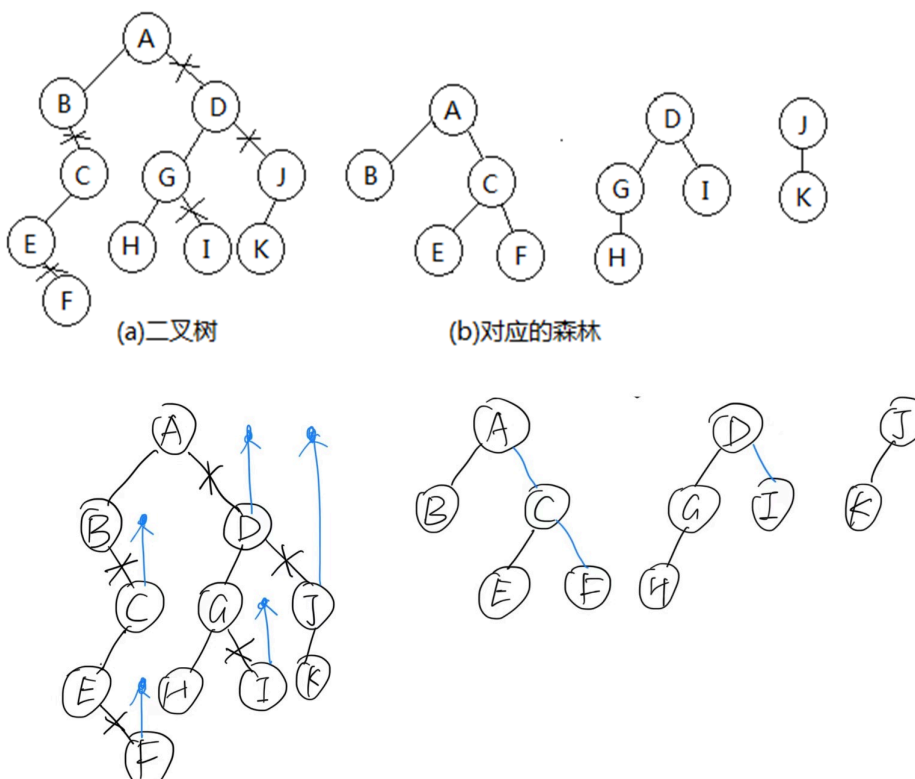 A
B D
C G J
E H I K
F
A
B C
E F
D
G I
H
J
K
(a)二叉树
(b)对应的森林
A
B D
C G J
E H I K
F
A
B C
E F
D
G I
H
J
K